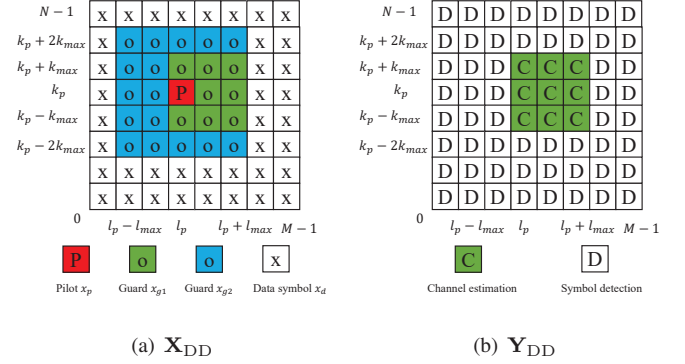 N − 1 x x x x x x x x
k_p + 2k_max x o o o o o x x
k_p + k_max x o o o o o x x
k_p x o o P o o x x
k_p − k_max x o o o o o x x
k_p − 2k_max x o o o o o x x
x x x x x x x x
x x x x x x x x
0
l_p − l_max l_p l_p + l_max M − 1
P o o x
Pilot x_p Guard x_g1 Guard x_g2 Data symbol x_d
(a) X_DD
N − 1 D D D D D D D D
k_p + 2k_max D D D D D D D D
k_p + k_max D D D C C C D D
k_p D D D C C C D D
k_p − k_max D D D C C C D D
k_p − 2k_max D D D D D D D D
D D D D D D D D
D D D D D D D D
0
l_p − l_max l_p l_p + l_max M − 1
C D
Channel estimation Symbol detection
(b) Y_DD